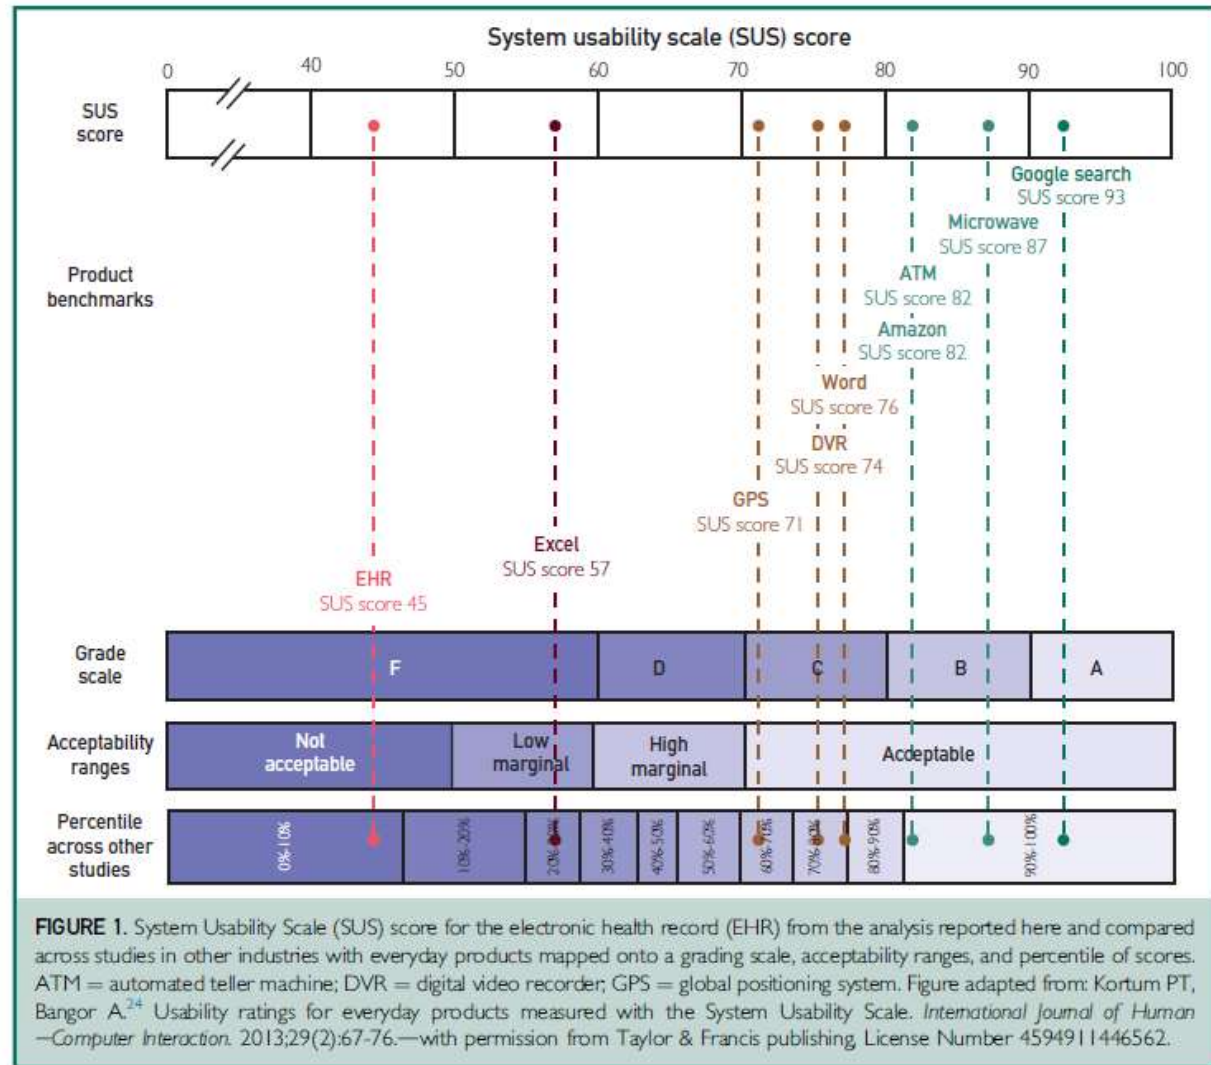 System usability scale (SUS) score
0 40 50 60 70 80 90 100
SUS
score
Google search
SUS score 93
Microwave
SUS score 87
Product
benchmarks
ATM
SUS score 82
Amazon
SUS score 82
Word
SUS score 76
DVR
SUS score 74
GPS
SUS score 71
Excel
SUS score 57
EHR
SUS score 45
Grade
scale
F D C B A
Acceptability
ranges
Not
acceptable
Low
marginal
High
marginal
Acceptable
Percentile
across other
studies
0%-10%
10%-20%
20%-30%
30%-40%
40%-50%
50%-60%
60%-70%
70%-80%
80%-90%
90%-100%
FIGURE 1. System Usability Scale (SUS) score for the electronic health record (EHR) from the analysis reported here and compared
across studies in other industries with everyday products mapped onto a grading scale, acceptability ranges, and percentile of scores.
ATM = automated teller machine; DVR = digital video recorder; GPS = global positioning system. Figure adapted from: Kortum PT,
Bangor A.24 Usability ratings for everyday products measured with the System Usability Scale. International Journal of Human
—Computer Interaction. 2013;29(2):67-76.—with permission from Taylor & Francis publishing, License Number 4594911446562.